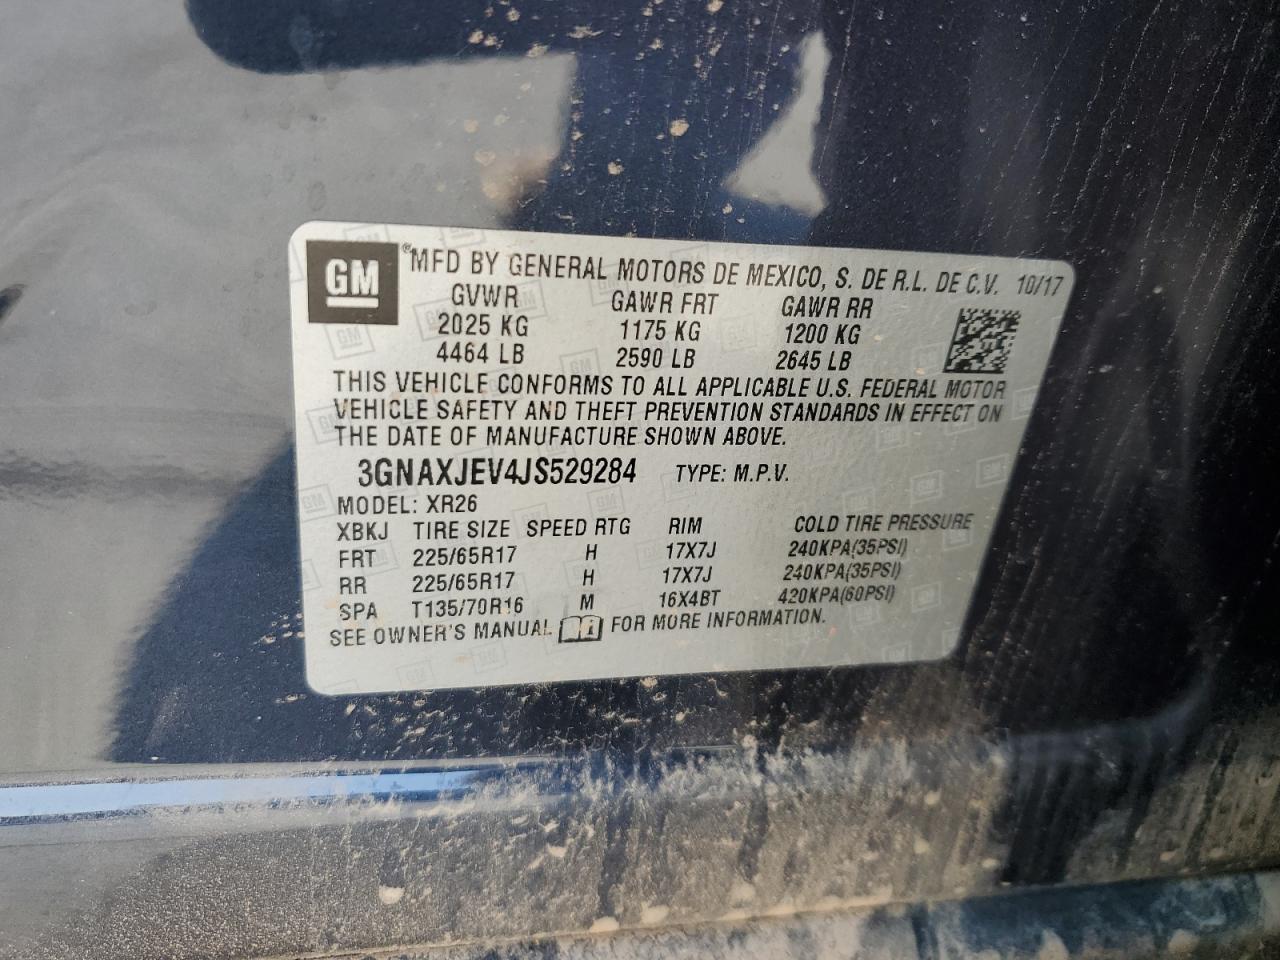 GM ® MFD BY GENERAL MOTORS DE MEXICO, S. DE R.L. DE C.V. 10/17
GVWR GAWR FRT GAWR RR
2025 KG 1175 KG 1200 KG
4464 LB 2590 LB 2645 LB
THIS VEHICLE CONFORMS TO ALL APPLICABLE U.S. FEDERAL MOTOR
VEHICLE SAFETY AND THEFT PREVENTION STANDARDS IN EFFECT ON
THE DATE OF MANUFACTURE SHOWN ABOVE.
3GNAXJEV4JS529284 TYPE: M.P.V.
MODEL: XR26
XBKJ TIRE SIZE SPEED RTG RIM COLD TIRE PRESSURE
FRT 225/65R17 H 17X7J 240KPA(35PSI)
RR 225/65R17 H 17X7J 240KPA(35PSI)
SPA T135/70R16 M 16X4BT 420KPA(60PSI)
SEE OWNER'S MANUAL FOR MORE INFORMATION.